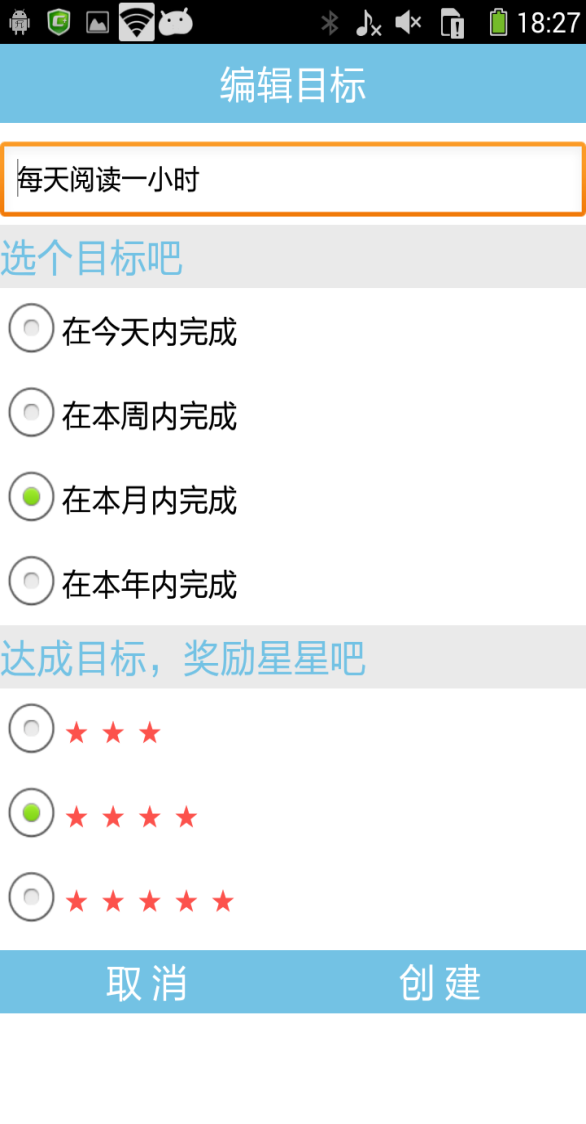 18:27
编辑目标
每天阅读一小时
选个目标吧
在今天内完成
在本周内完成
在本月内完成
在本年内完成
达成目标，奖励星星吧
★ ★ ★
★ ★ ★ ★
★ ★ ★ ★ ★
取 消 创 建